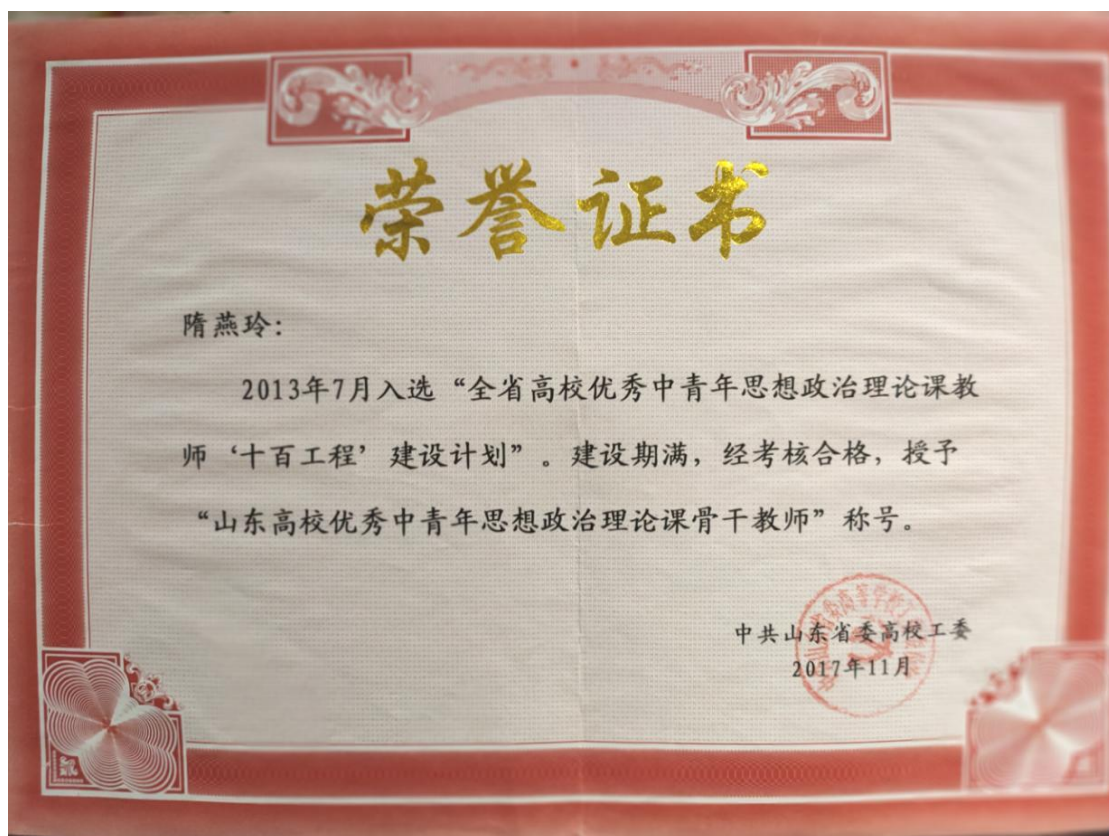 荣誉证书
隋燕玲：
2013年7月入选“全省高校优秀中青年思想政治理论课教
师‘十百工程’建设计划”。建设期满，经考核合格，授予
“山东高校优秀中青年思想政治理论课骨干教师”称号。
中共山东省委高校工委
2017年11月